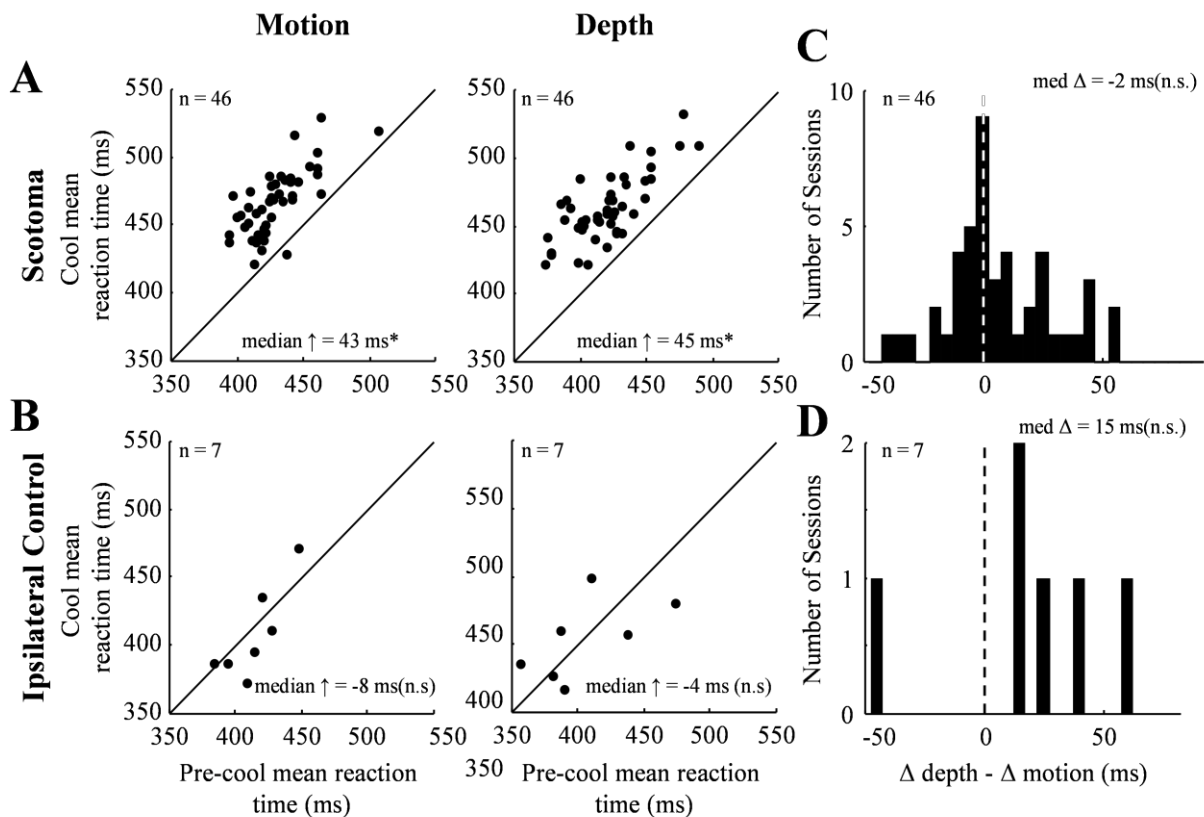 Motion
Depth
A
Scotoma
Cool mean
reaction time (ms)
550
500
450
400
350
n = 46
median ↑ = 43 ms*
350 400 450 500 550
550
500
450
400
350
n = 46
median ↑ = 45 ms*
350 400 450 500 550
C
med Δ = -2 ms(n.s.)
Number of Sessions
10
5
0
n = 46
-50 0 50
B
Ipsilateral Control
Cool mean
reaction time (ms)
550
500
450
400
350
n = 7
median ↑ = -8 ms(n.s)
350 400 450 500 550
Pre-cool mean reaction
time (ms)
550
500
450
400
350
n = 7
median ↑ = -4 ms (n.s)
350 400 450 500 550
Pre-cool mean reaction
time (ms)
D
med Δ = 15 ms(n.s.)
Number of Sessions
2
1
0
n = 7
-50 0 50
Δ depth - Δ motion (ms)